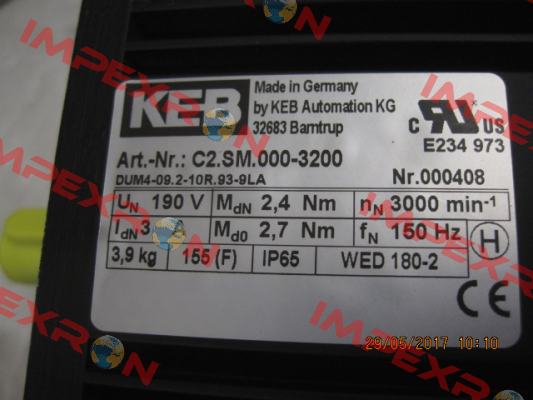 KEB
Made in Germany
by KEB Automation KG
32683 Barntrup
C US
E234 973
Art.-Nr.: C2.SM.000-3200
DUM4-09.2-10R.93-9LA
Nr.000408
UN 190 V MdN 2,4 Nm nN 3000 min-1
IdN 3 Md0 2,7 Nm fN 150 Hz H
3,9 kg 155 (F) IP65 WED 180-2
CE
29/05/2017 10:10
IMPEXRON
IMPEXRON
IMPEXRON
IMPEXRON